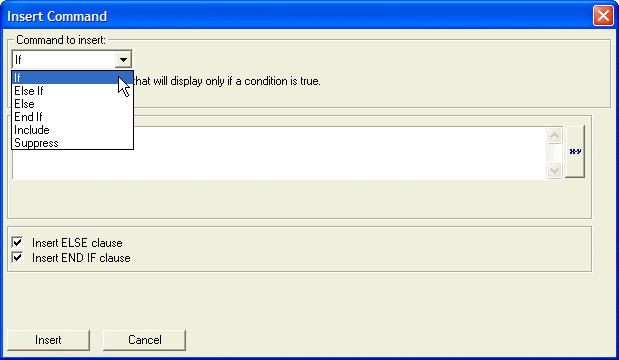 Insert Command
Command to insert:
If
If
that will display only if a condition is true.
Else If
Else
End If
Include
Suppress
x=y
Insert ELSE clause
Insert END IF clause
Insert
Cancel